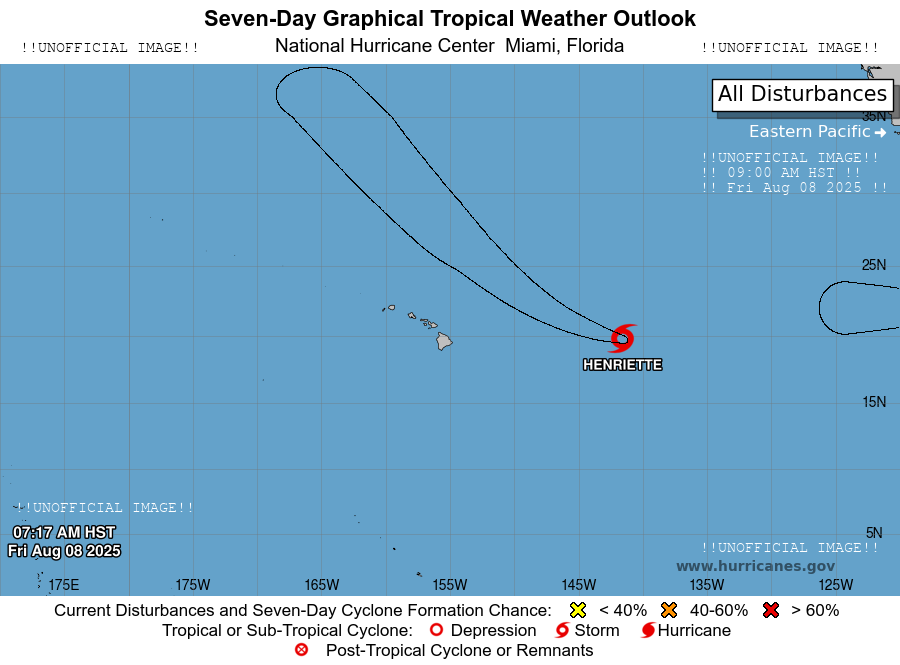 Seven-Day Graphical Tropical Weather Outlook
!!UNOFFICIAL IMAGE!! National Hurricane Center Miami, Florida !!UNOFFICIAL IMAGE!!
All Disturbances
35N
Eastern Pacific
!!UNOFFICIAL IMAGE!!
!! 09:00 AM HST !!
!! Fri Aug 08 2025 !!
25N
HENRIETTE
15N
!!UNOFFICIAL IMAGE!!
07:17 AM HST
Fri Aug 08 2025
5N
!!UNOFFICIAL IMAGE!!
www.hurricanes.gov
175E 175W 165W 155W 145W 135W 125W
Current Disturbances and Seven-Day Cyclone Formation Chance: < 40% 40-60% > 60%
Tropical or Sub-Tropical Cyclone: Depression Storm Hurricane
Post-Tropical Cyclone or Remnants